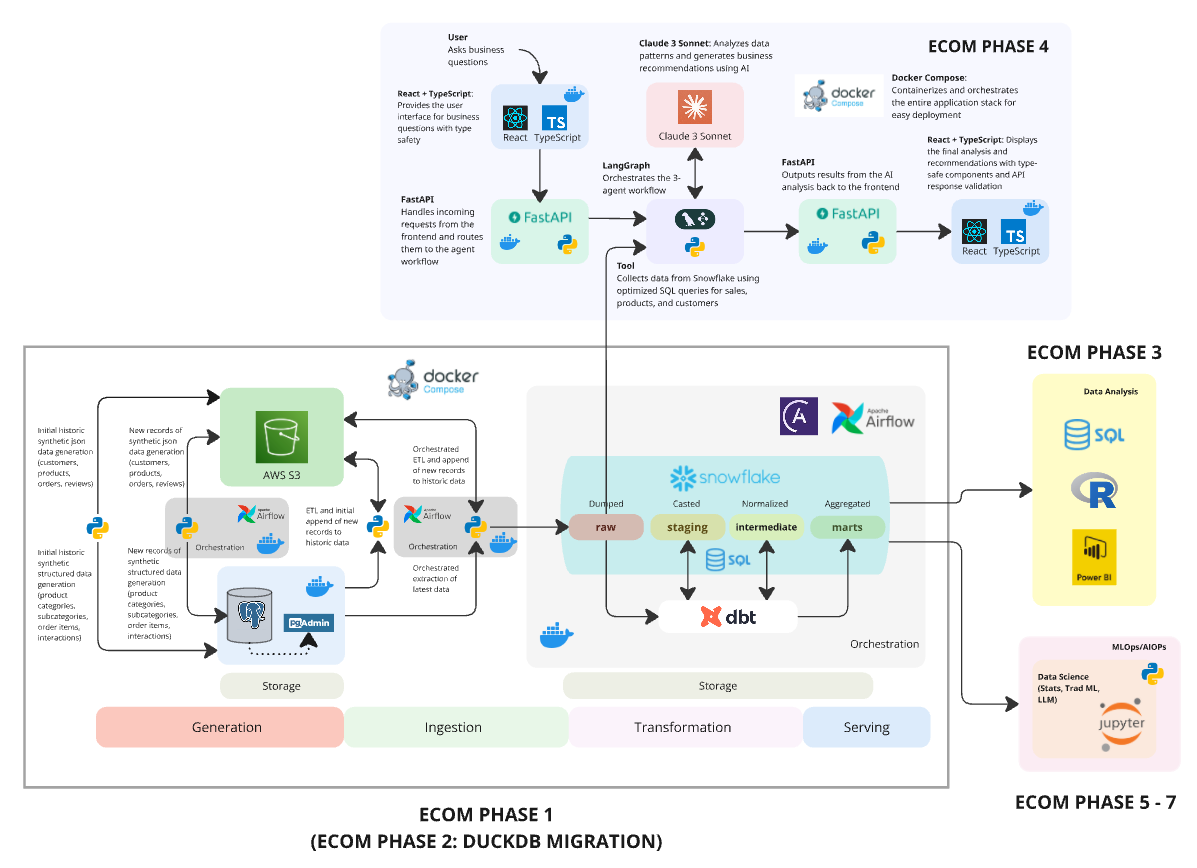 ECOM PHASE 4
User
Asks business
questions
Claude 3 Sonnet: Analyzes data
patterns and generates business
recommendations using AI
docker
Compose
Docker Compose:
Containerizes and orchestrates
the entire application stack for
easy deployment
React + TypeScript:
Provides the user
interface for business
questions with type
safety
React
TS
TypeScript
Claude 3 Sonnet
LangGraph
Orchestrates the 3-
agent workflow
FastAPI
Outputs results from the AI
analysis back to the frontend
React + TypeScript: Displays
the final analysis and
recommendations with type-
safe components and API
response validation
FastAPI
Handles incoming
requests from the
frontend and routes
them to the agent
workflow
FastAPI
FastAPI
React
TS
TypeScript
Tool
Collects data from Snowflake using
optimized SQL queries for sales,
products, and customers
docker
Compose
Initial historic
synthetic json
data generation
(customers,
products,
orders, reviews)
New records of
synthetic json
data generation
(customers,
products,
orders, reviews)
AWS S3
Orchestrated
ETL and append
of new records
to historic data
Apache
Airflow
Orchestration
ETL and initial
append of new
records to
historic data
Apache
Airflow
Orchestration
Initial historic
synthetic
structured data
generation
(product
categories,
subcategories,
order items,
interactions)
New records of
synthetic
structured data
generation
(product
categories,
subcategories,
order items,
interactions)
Orchestrated
extraction of
latest data
pgAdmin
Apache
Airflow
snowflake
Dumped
Casted
Normalized
Aggregated
raw
staging
intermediate
marts
SQL
dbt
Orchestration
Storage
Storage
Generation
Ingestion
Transformation
Serving
ECOM PHASE 1
(ECOM PHASE 2: DUCKDB MIGRATION)
ECOM PHASE 3
Data Analysis
SQL
R
Power BI
MLOps/AIOPs
Data Science
(Stats, Trad ML,
LLM)
jupyter
ECOM PHASE 5 - 7